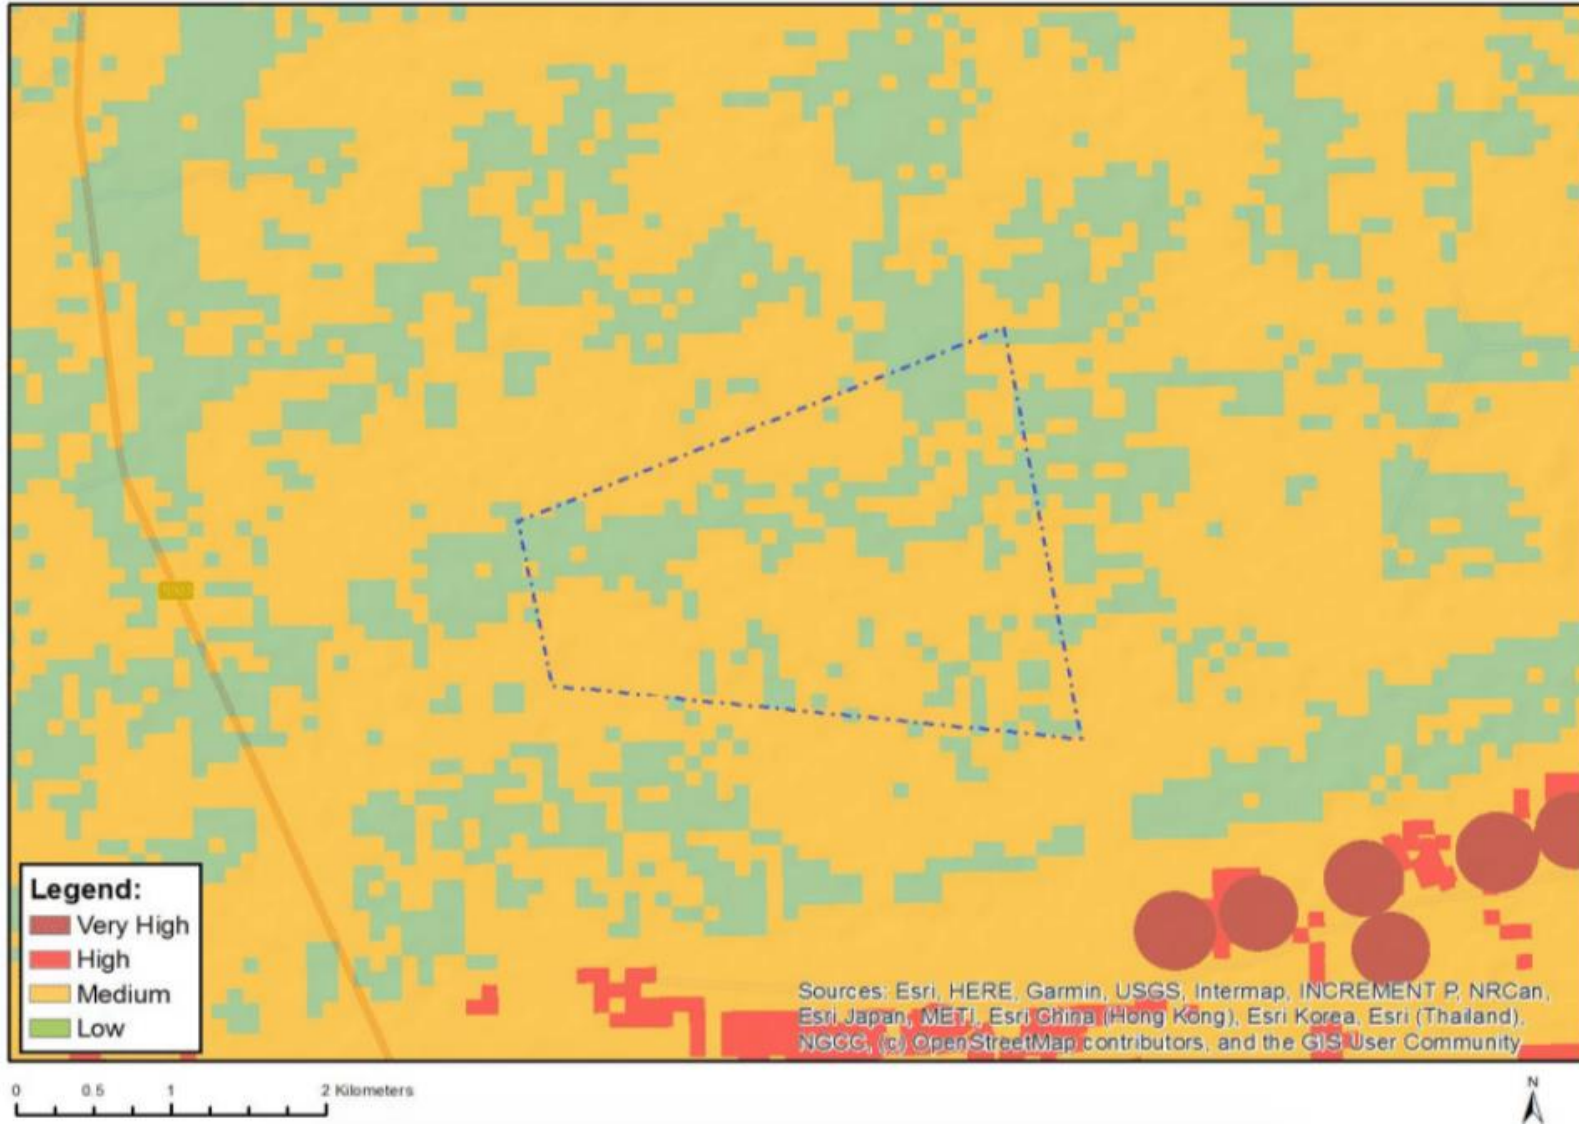 Legend:
Very High
High
Medium
Low
Sources: Esri, HERE, Garmin, USGS, Intermap, INCREMENT P, NRCan,
Esri Japan, METI, Esri China (Hong Kong), Esri Korea, Esri (Thailand),
NGCC, (c) OpenStreetMap contributors, and the GIS User Community
0 0.5 1 2 Kilometers
N